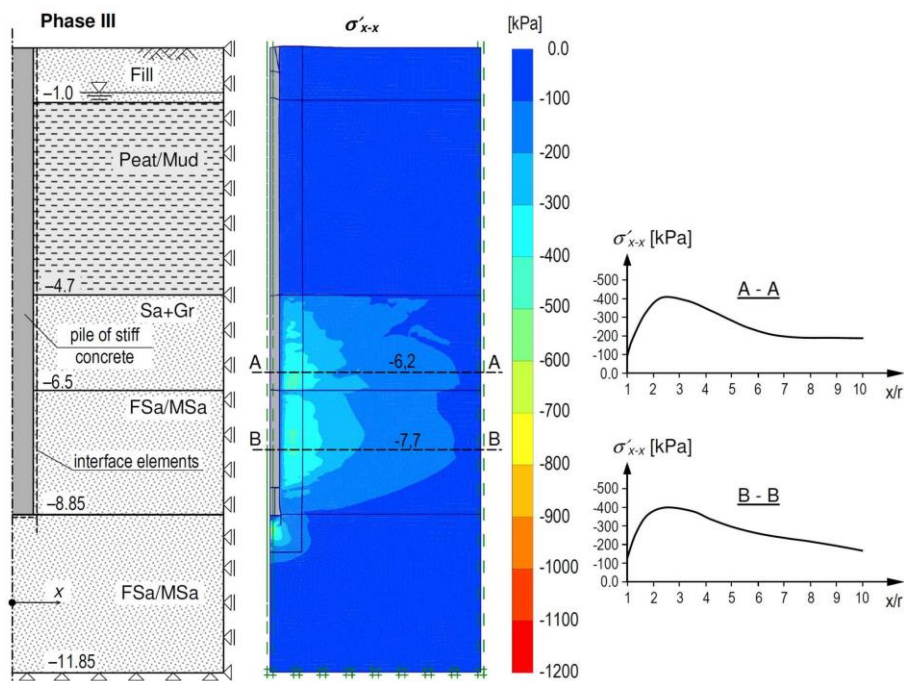 Phase III
σ'x-x
[kPa]
Fill
–1.0
Peat/Mud
–4.7
Sa+Gr
pile of stiff
concrete
–6.5
FSa/MSa
interface elements
–8.85
FSa/MSa
x
–11.85
A
-6,2
A
B
-7,7
B
0.0
-100
-200
-300
-400
-500
-600
-700
-800
-900
-1000
-1100
-1200
σ'x-x [kPa]
A - A
-500
-400
-300
-200
-100
0.0
1 2 3 4 5 6 7 8 9 10 x/r
σ'x-x [kPa]
B - B
-500
-400
-300
-200
-100
0.0
1 2 3 4 5 6 7 8 9 10 x/r